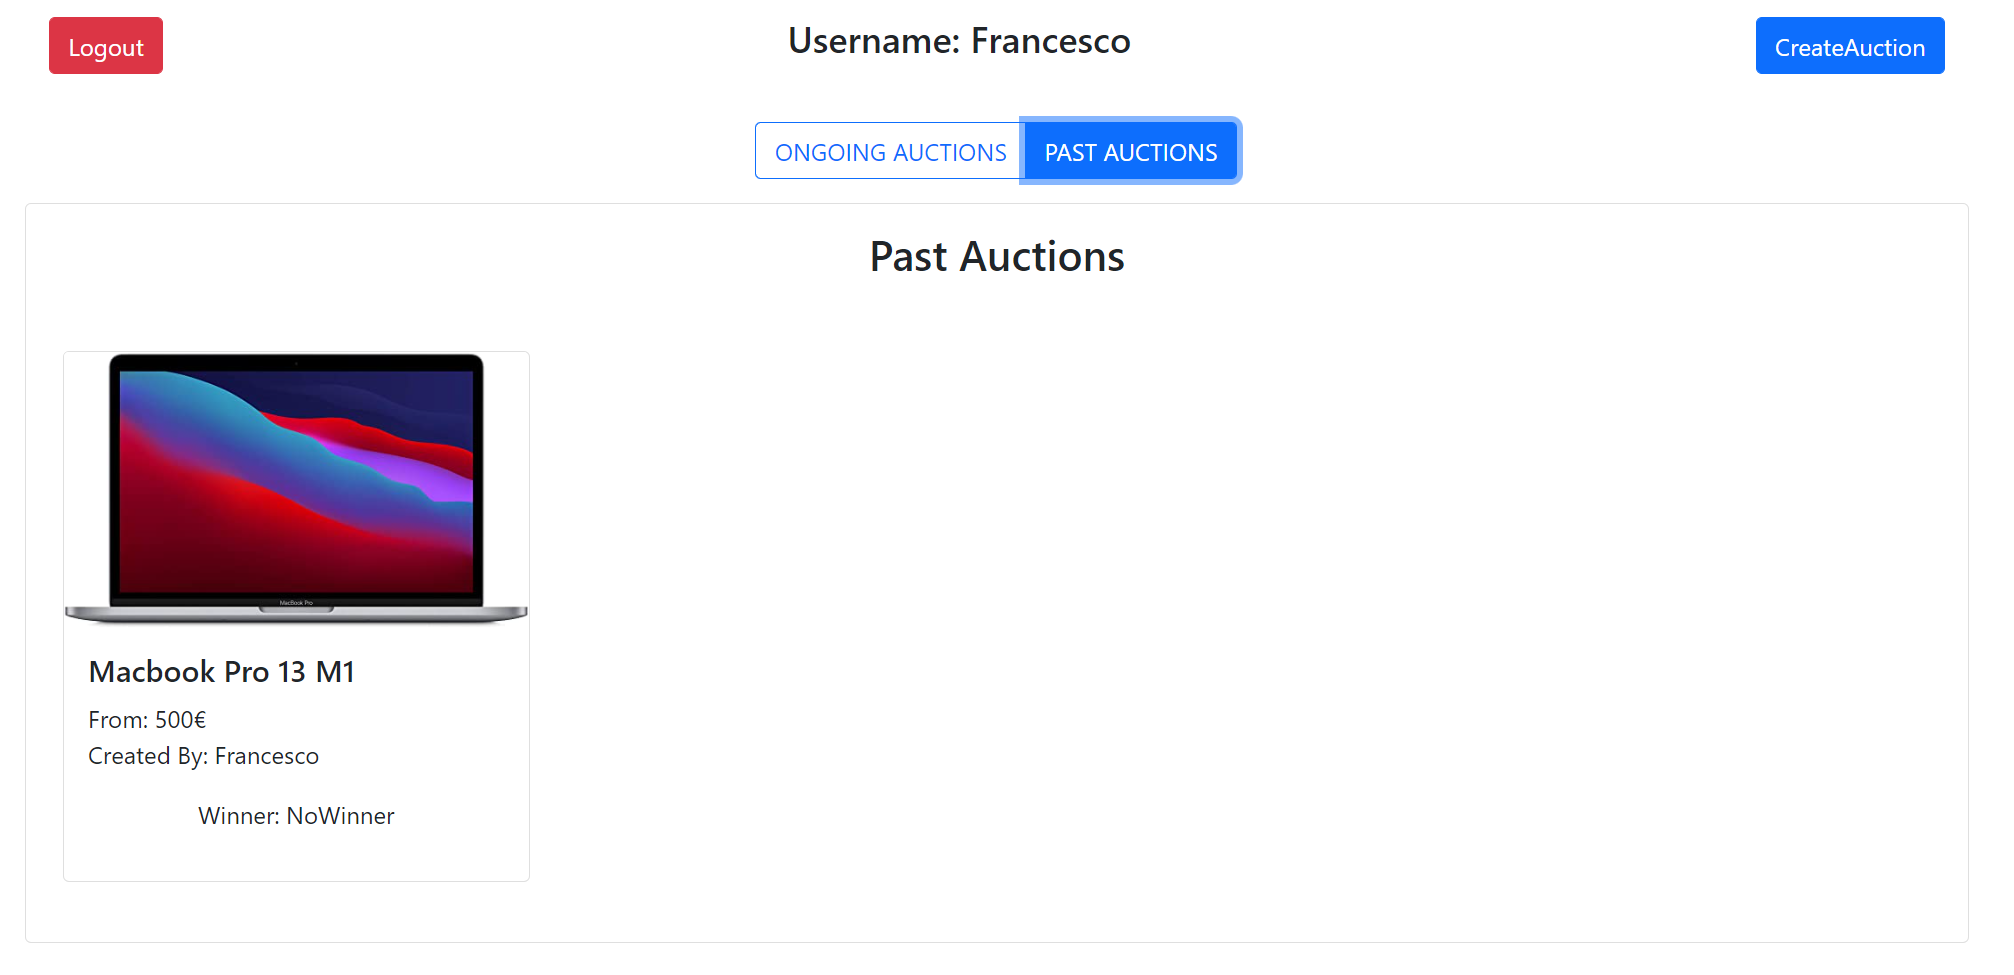 Logout
Username: Francesco
CreateAuction
ONGOING AUCTIONS
PAST AUCTIONS
Past Auctions
MacBook Pro
Macbook Pro 13 M1
From: 500€
Created By: Francesco
Winner: NoWinner